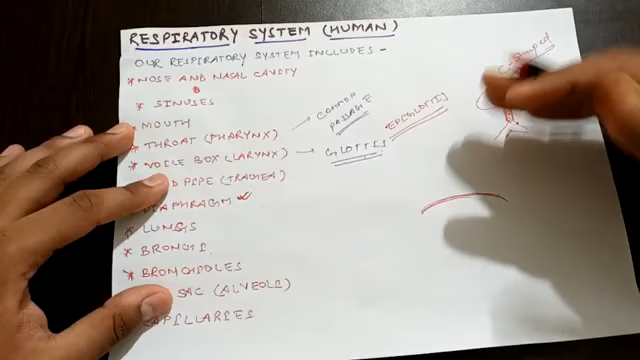 RESPIRATORY SYSTEM (HUMAN)
OUR RESPIRATORY SYSTEM INCLUDES -
* NOSE AND NASAL CAVITY
* SINUSES
* MOUTH
* THROAT (PHARYNX) → COMMON PASSAGE
* VOICE BOX (LARYNX) → GLOTTIS
EPIGLOTTIS
PIPE (TRACHEA)
DIAPHRAGM ✓
* LUNGS
* BRONCHI
* BRONCHIOLES
SAC (ALVEOLI)
CAPILLARIES